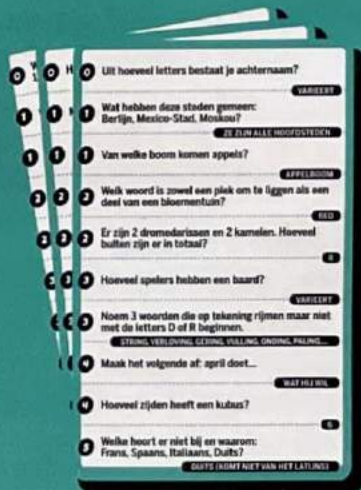 0 Uit hoeveel letters bestaat je achternaam?
VARIEERT
1 Wat hebben deze steden gemeen:
Berlijn, Mexico-Stad, Moskou?
ZE ZIJN ALLE HOOFDSTEDEN
1 Van welke boom komen appels?
APPELBOOM
2 Welk woord is zowel een plek om te liggen als een
deel van een bloementuin?
BED
2 Er zijn 2 dromedarissen en 2 kamelen. Hoeveel
bulten zijn er in totaal?
3 Hoeveel spelers hebben een baard?
VARIEERT
3 Noem 3 woorden die op tekening rijmen maar niet
met de letters D of R beginnen.
STRING, VERLOVING, GERING, VULLING, ONDING, PALING...
4 Maak het volgende af: april doet...
WAT HIJ WIL
4 Hoeveel zijden heeft een kubus?
6
5 Welke hoort er niet bij en waarom:
Frans, Spaans, Italiaans, Duits?
DUITS (KOMT NIET VAN HET LATIJNS)